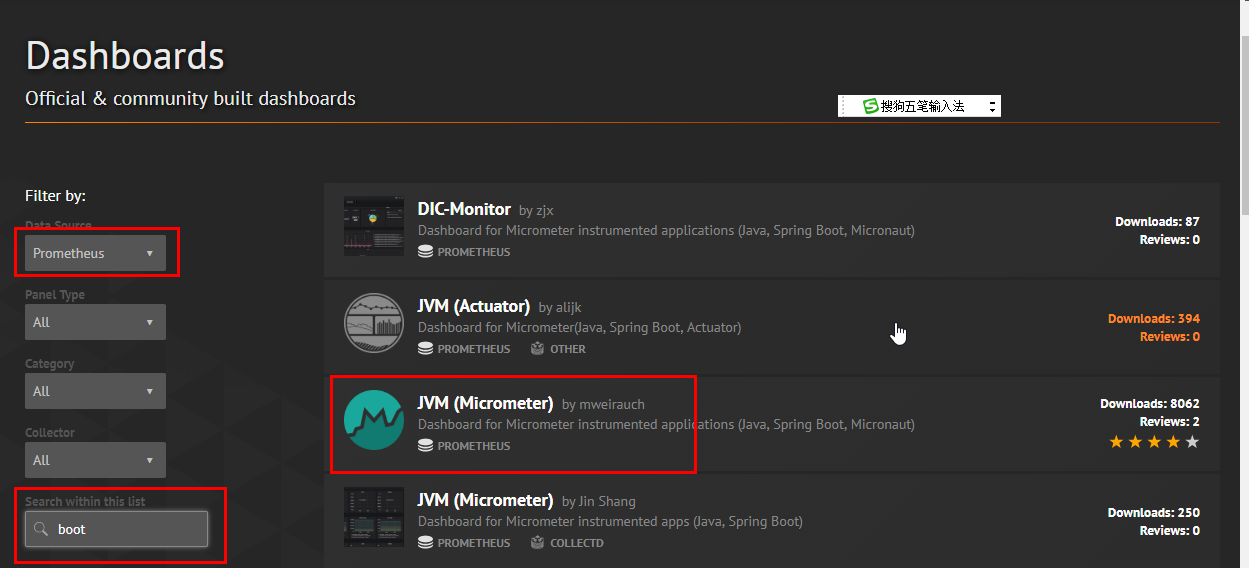 Dashboards
Official & community built dashboards
搜狗五笔输入法
Filter by:
Data Source
Prometheus
Panel Type
All
Category
All
Collector
All
Search within this list
boot
DIC-Monitor by zjx
Dashboard for Micrometer instrumented applications (Java, Spring Boot, Micronaut)
PROMETHEUS
Downloads: 87
Reviews: 0
JVM (Actuator) by alijk
Dashboard for Micrometer(Java, Spring Boot, Actuator)
PROMETHEUS OTHER
Downloads: 394
Reviews: 0
JVM (Micrometer) by mweirauch
Dashboard for Micrometer instrumented applications (Java, Spring Boot, Micronaut)
PROMETHEUS
Downloads: 8062
Reviews: 2
JVM (Micrometer) by Jin Shang
Dashboard for Micrometer instrumented apps (Java, Spring Boot)
PROMETHEUS COLLECTD
Downloads: 250
Reviews: 0